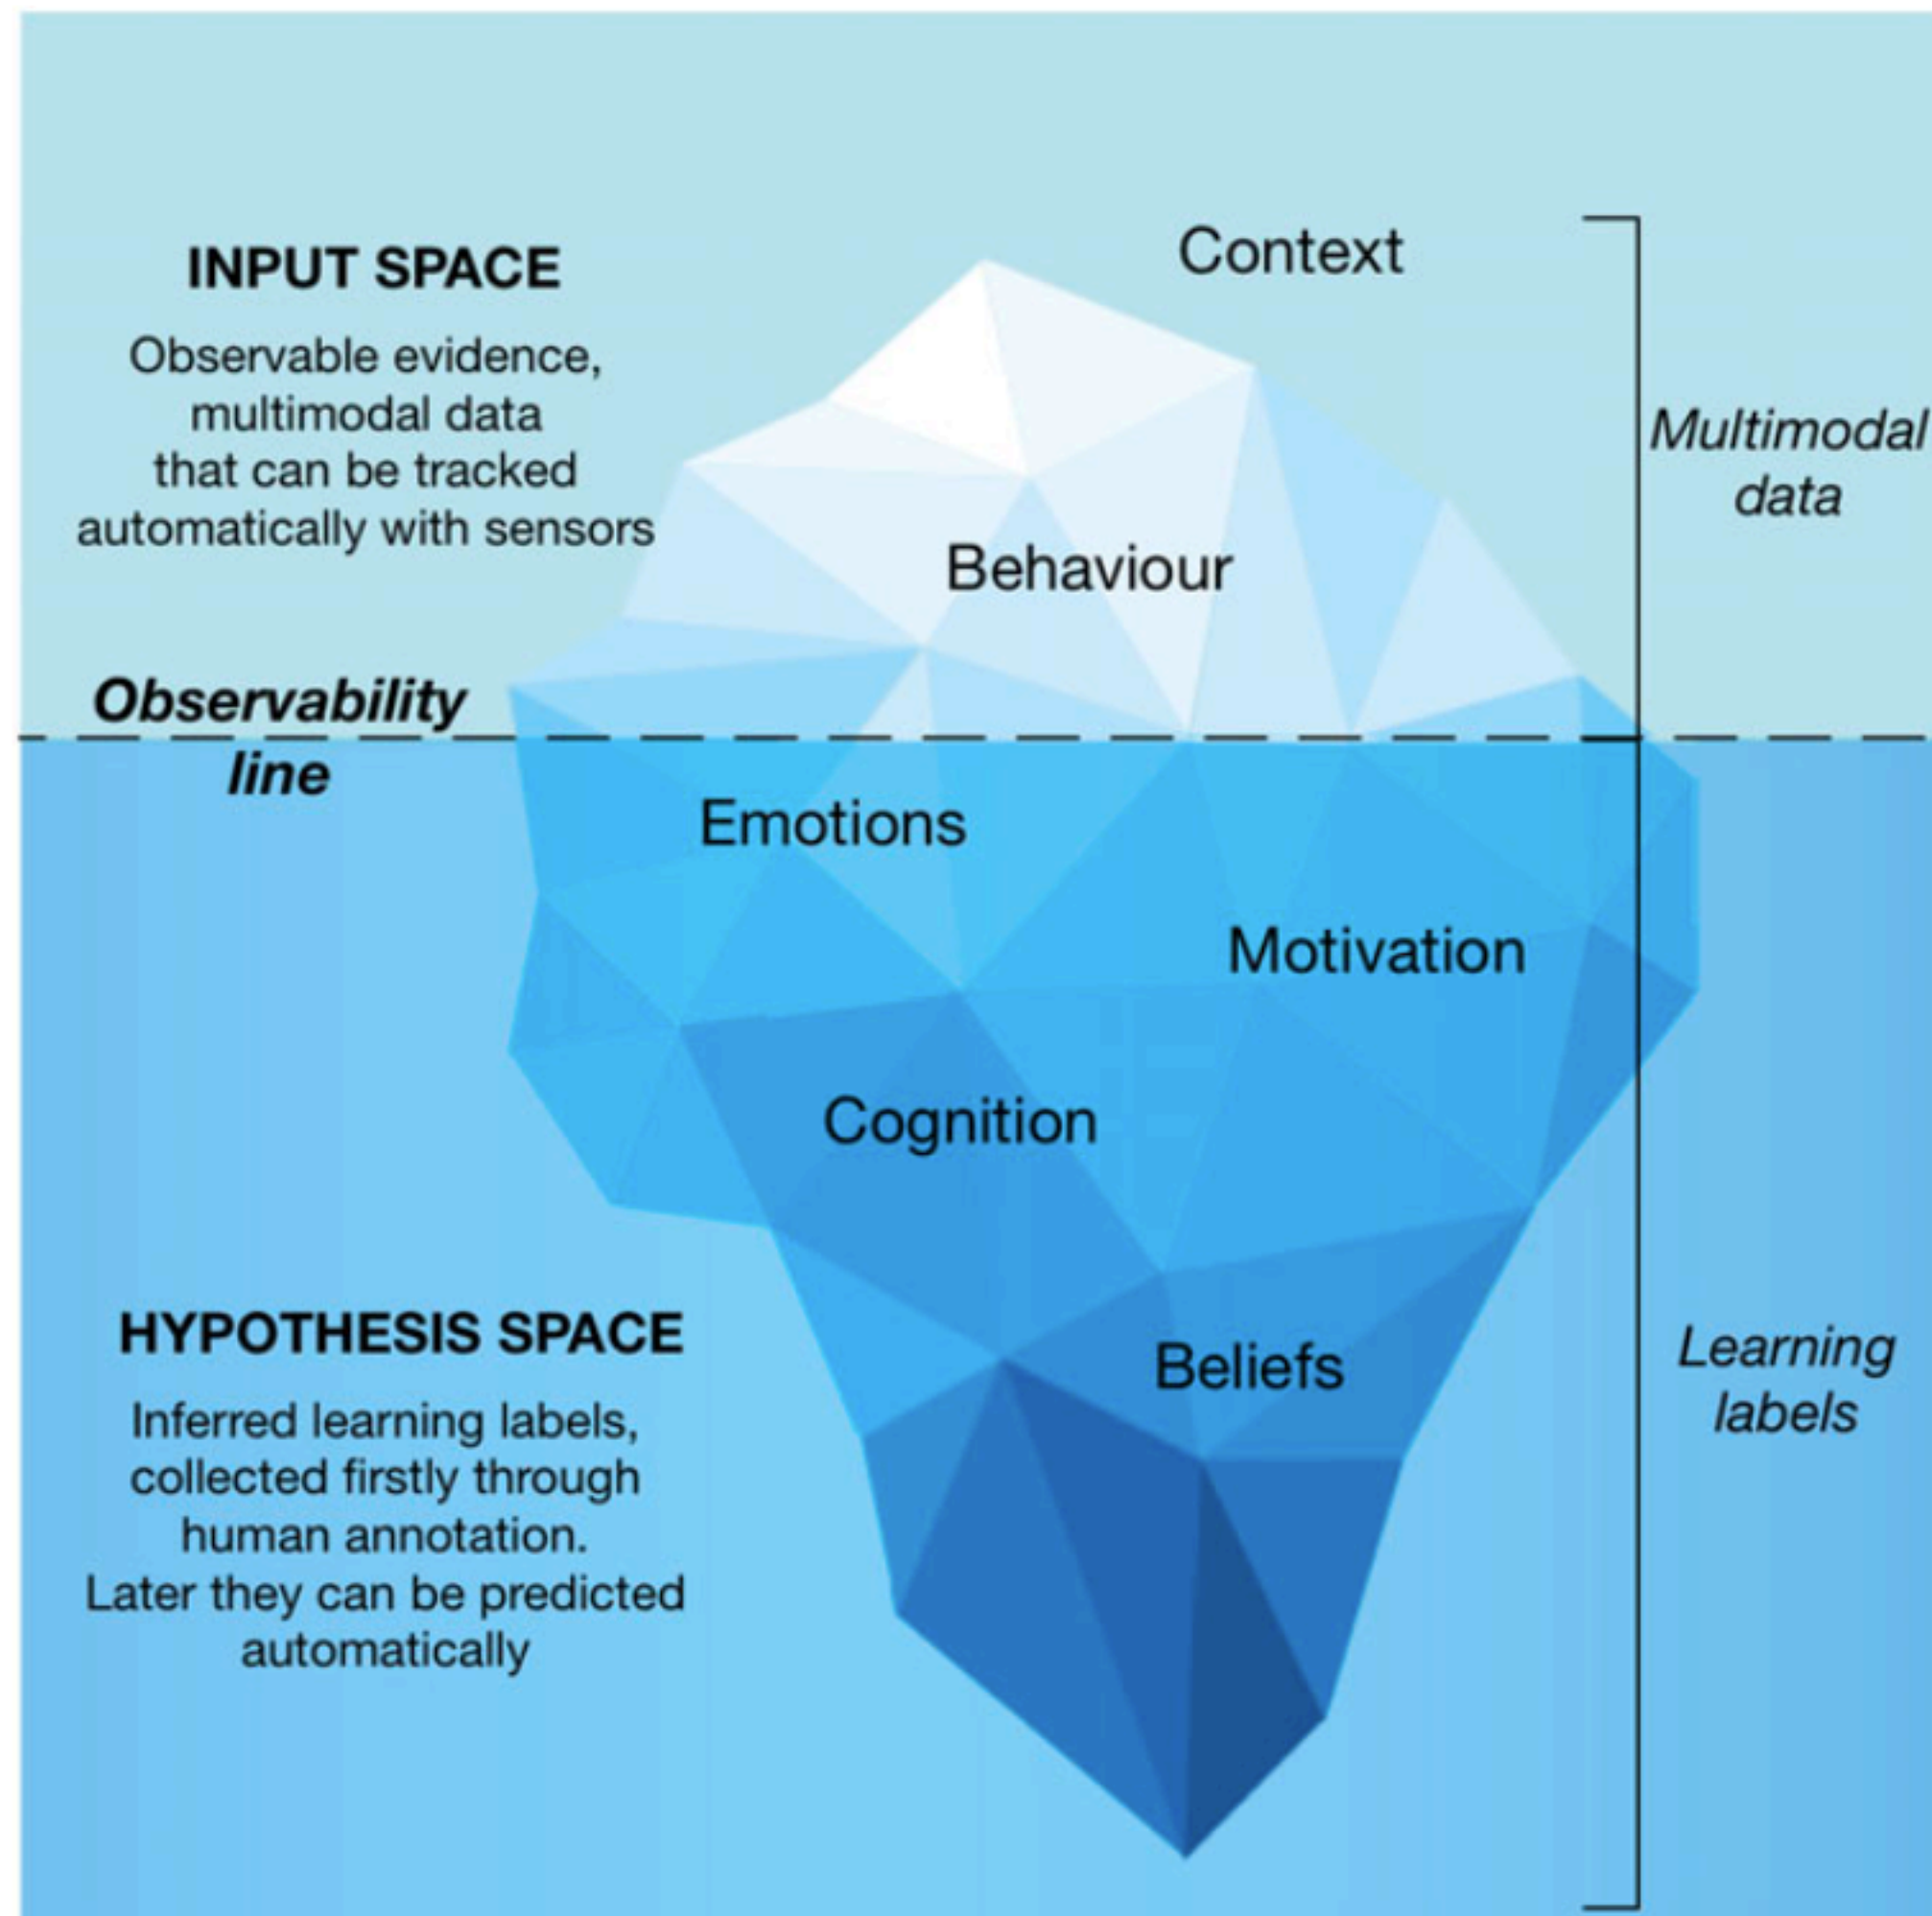 INPUT SPACE
Observable evidence,
multimodal data
that can be tracked
automatically with sensors
Context
Behaviour
Multimodal
data
Observability
line
Emotions
Motivation
Cognition
Beliefs
HYPOTHESIS SPACE
Inferred learning labels,
collected firstly through
human annotation.
Later they can be predicted
automatically
Learning
labels